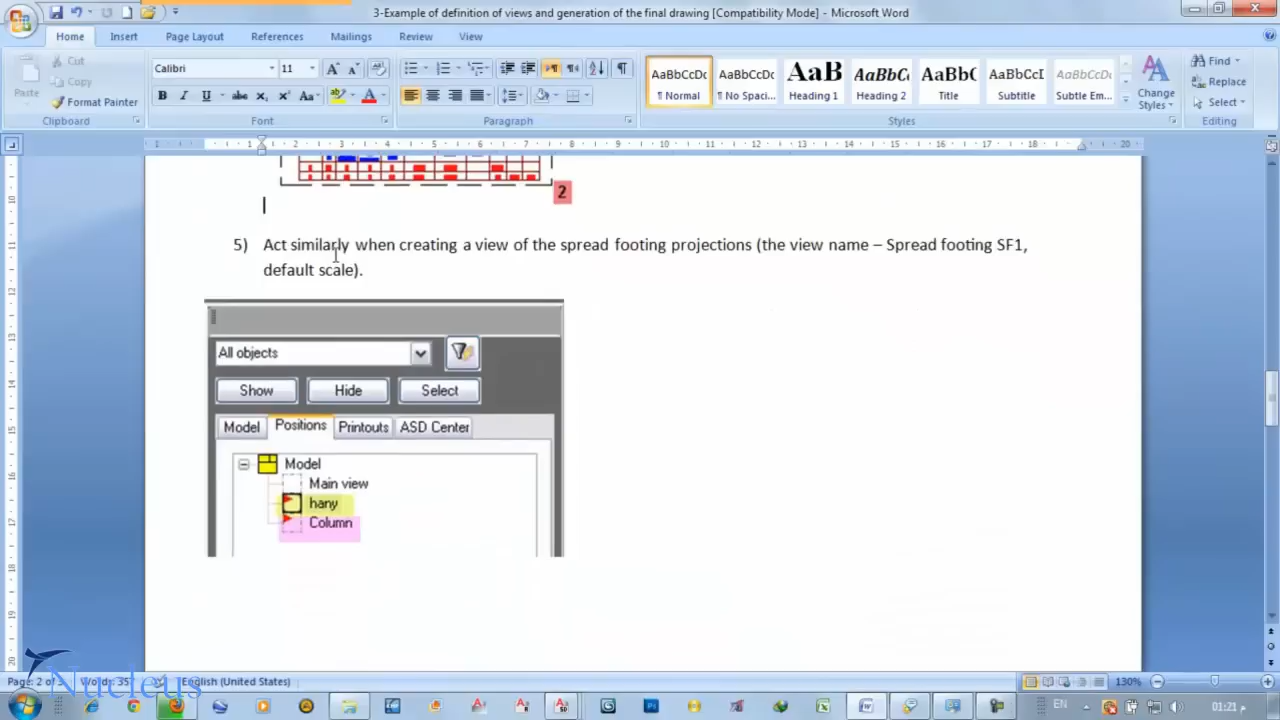 3-Example of definition of views and generation of the final drawing [Compatibility Mode] - Microsoft Word
Home Insert Page Layout References Mailings Review View
Cut
Copy
Paste
Format Painter
Clipboard
Calibri 11
Font
Paragraph
AaBbCcDc AaBbCcDc AaB AaBbC AaBb( AaBbCcI AaBbCcDc
¶ Normal ¶ No Spaci... Heading 1 Heading 2 Title Subtitle Subtle Em...
Change Styles
Styles
Find
Replace
Select
Editing
2
5) Act similarly when creating a view of the spread footing projections (the view name – Spread footing SF1,
default scale).
All objects
Show Hide Select
Model Positions Printouts ASD Center
Model
Main view
hany
Column
Nucleus
English (United States)
130%
EN
01:21 م